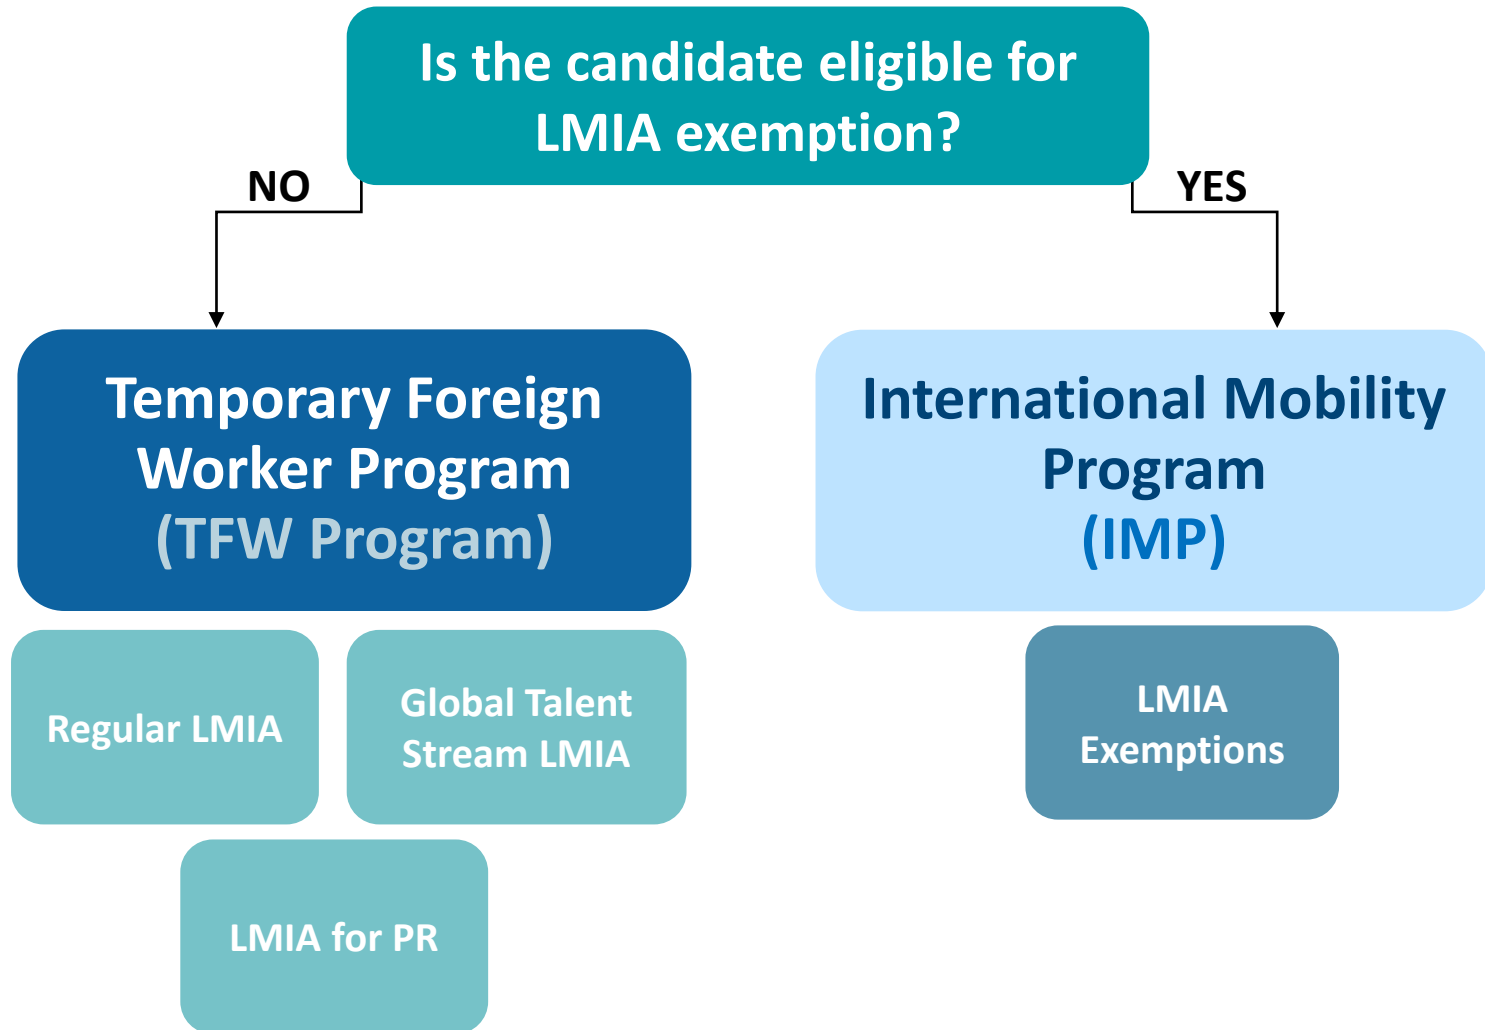 Is the candidate eligible for
LMIA exemption?
NO
YES
Temporary Foreign
Worker Program
(TFW Program)
International Mobility
Program
(IMP)
Regular LMIA
Global Talent
Stream LMIA
LMIA
Exemptions
LMIA for PR